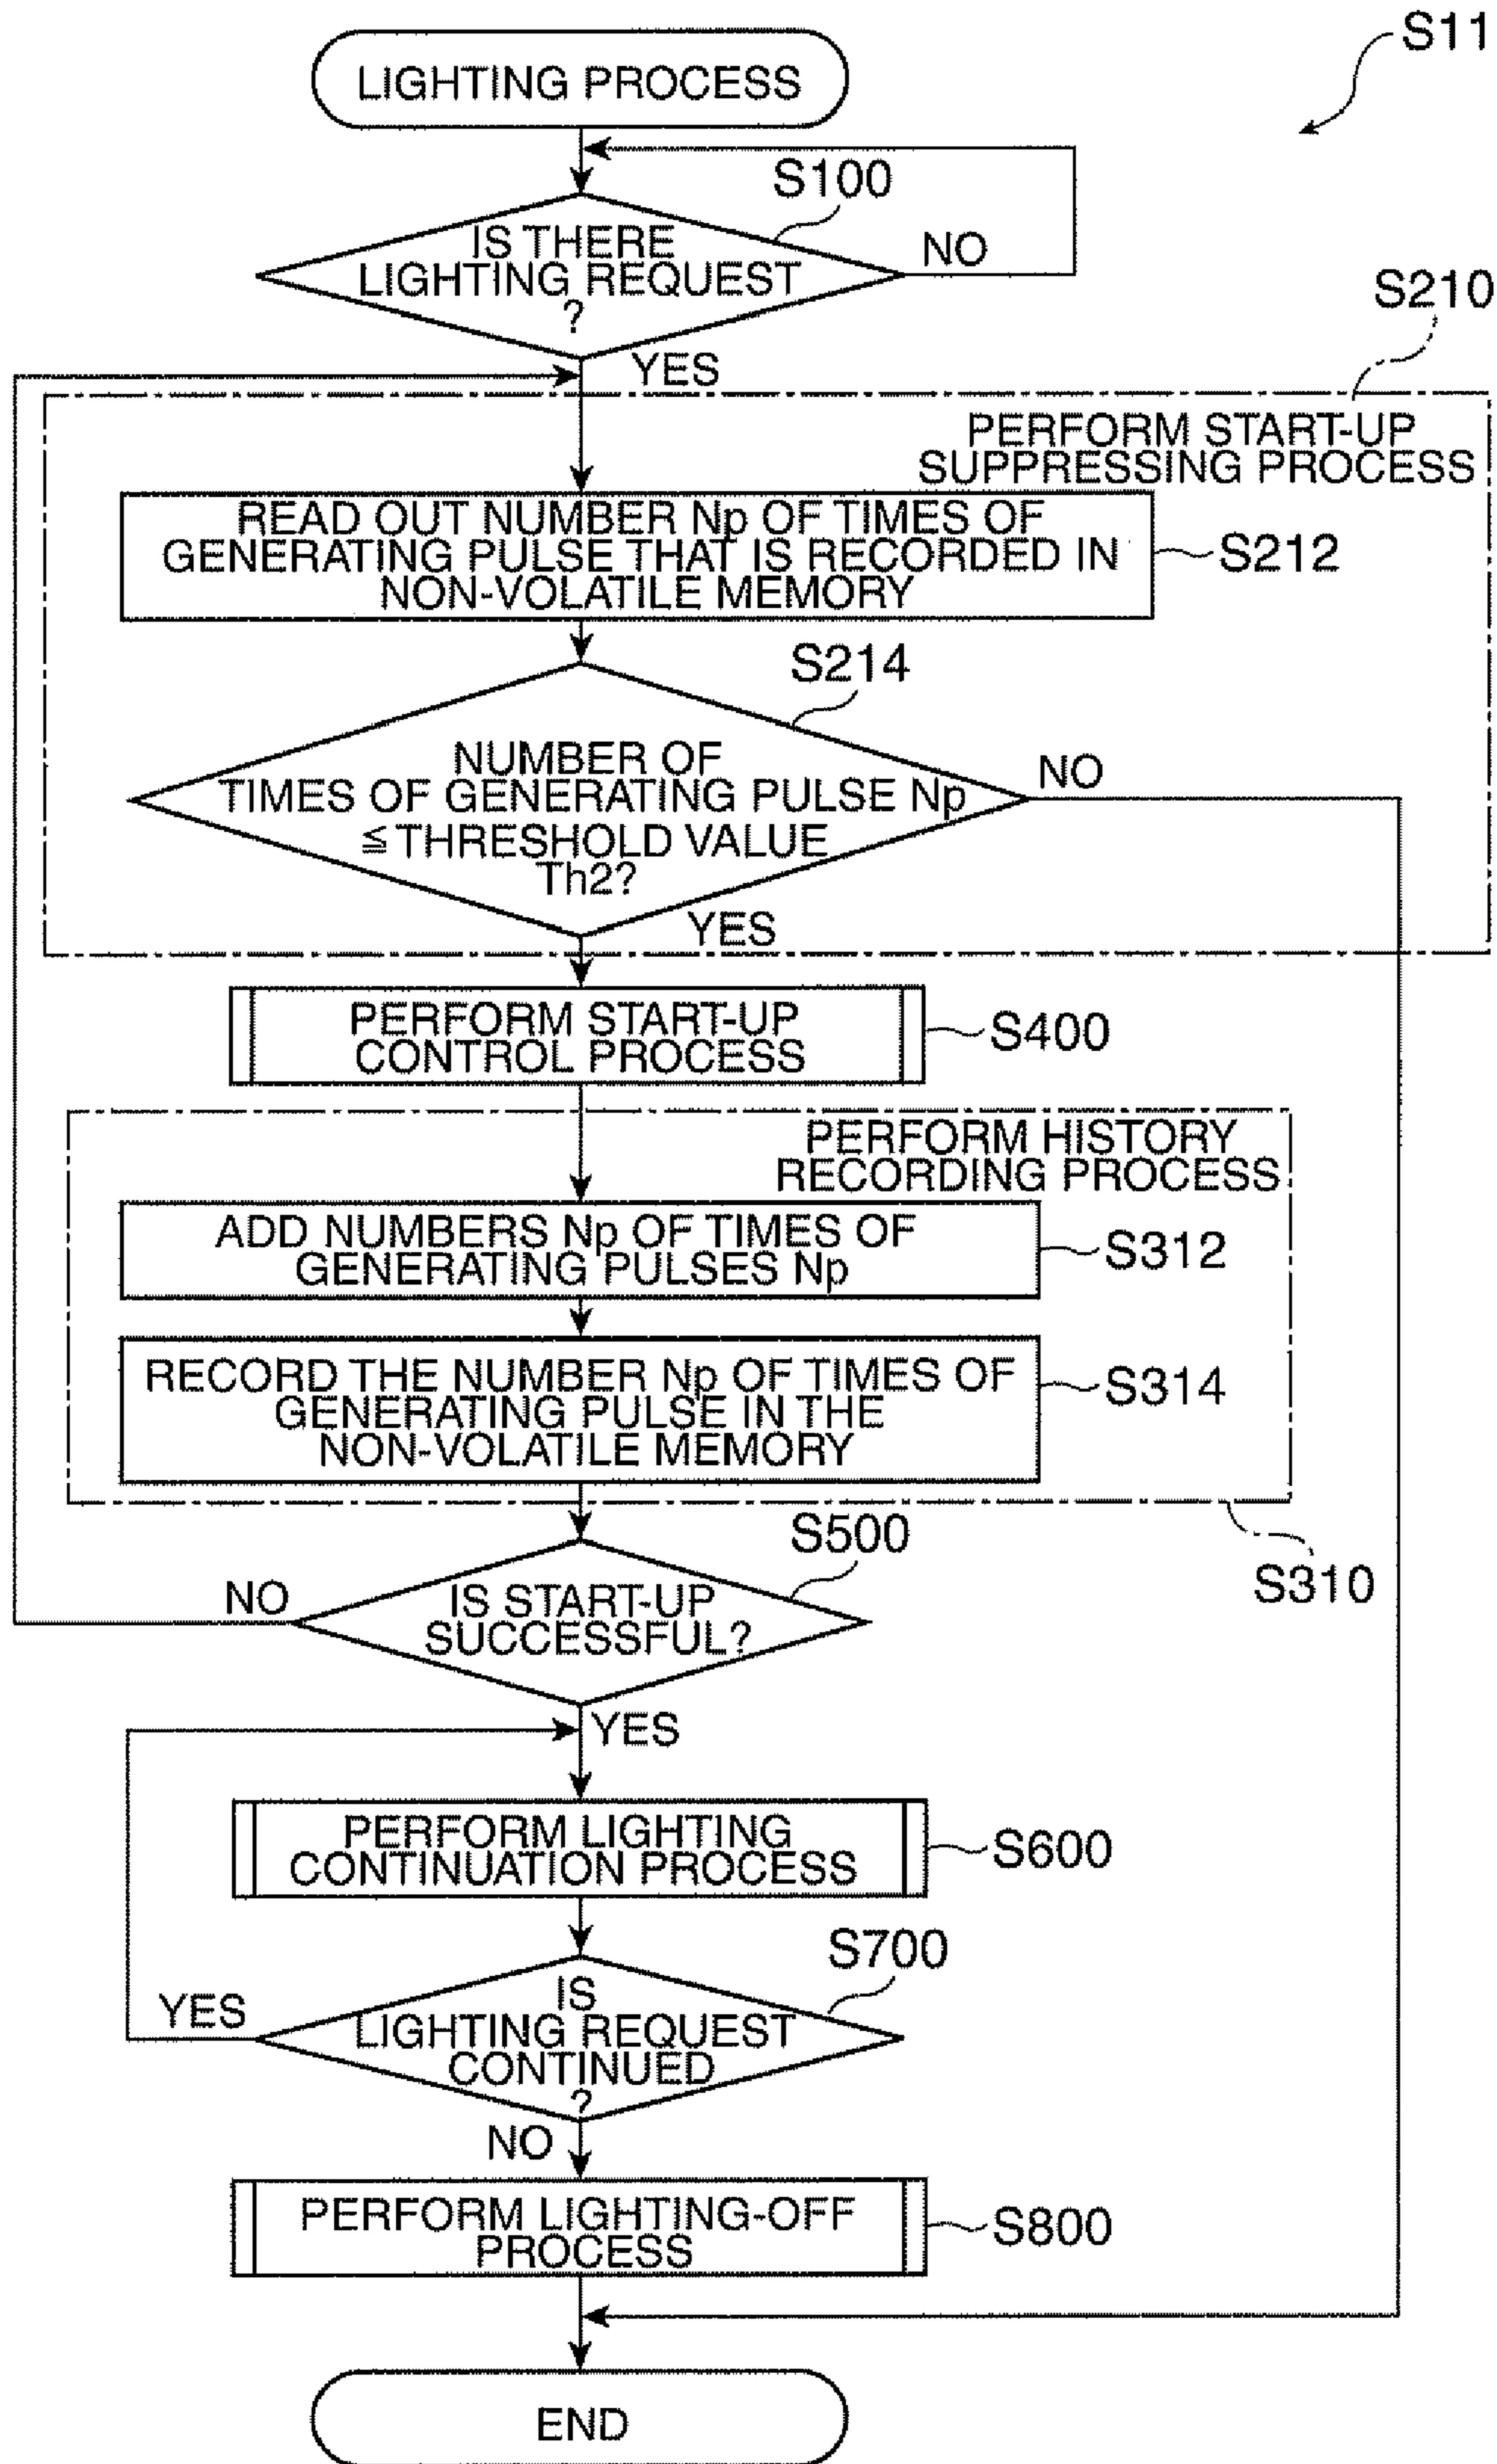 S11
LIGHTING PROCESS
S100
IS THERE
LIGHTING REQUEST
?
NO
YES
S210
PERFORM START-UP
SUPPRESSING PROCESS
READ OUT NUMBER Np OF TIMES OF
GENERATING PULSE THAT IS RECORDED IN
NON-VOLATILE MEMORY
S212
S214
NUMBER OF
TIMES OF GENERATING PULSE Np
≦ THRESHOLD VALUE
Th2?
NO
YES
PERFORM START-UP
CONTROL PROCESS
S400
PERFORM HISTORY
RECORDING PROCESS
ADD NUMBERS Np OF TIMES OF
GENERATING PULSES Np
S312
RECORD THE NUMBER Np OF TIMES OF
GENERATING PULSE IN THE
NON-VOLATILE MEMORY
S314
S310
S500
IS START-UP
SUCCESSFUL?
NO
YES
PERFORM LIGHTING
CONTINUATION PROCESS
S600
S700
IS
LIGHTING REQUEST
CONTINUED
?
YES
NO
PERFORM LIGHTING-OFF
PROCESS
S800
END